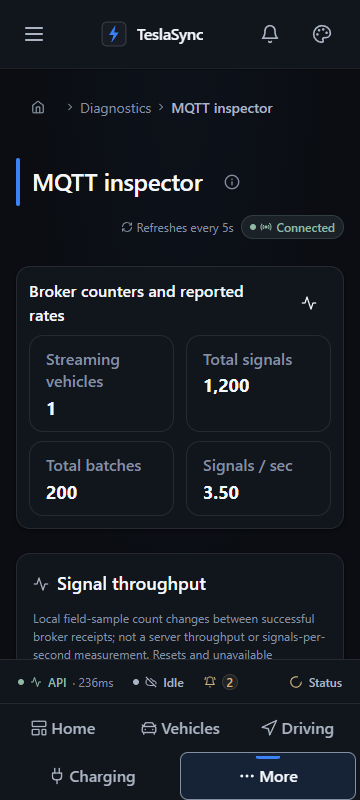 TeslaSync
Diagnostics
MQTT inspector
MQTT inspector
Refreshes every 5s
Connected
Broker counters and reported
rates
Streaming
vehicles
1
Total signals
1,200
Total batches
200
Signals / sec
3.50
Signal throughput
Local field-sample count changes between successful
broker receipts; not a server throughput or signals-per-
second measurement. Resets and unavailable
API · 236ms
Idle
2
Status
Home
Vehicles
Driving
Charging
More